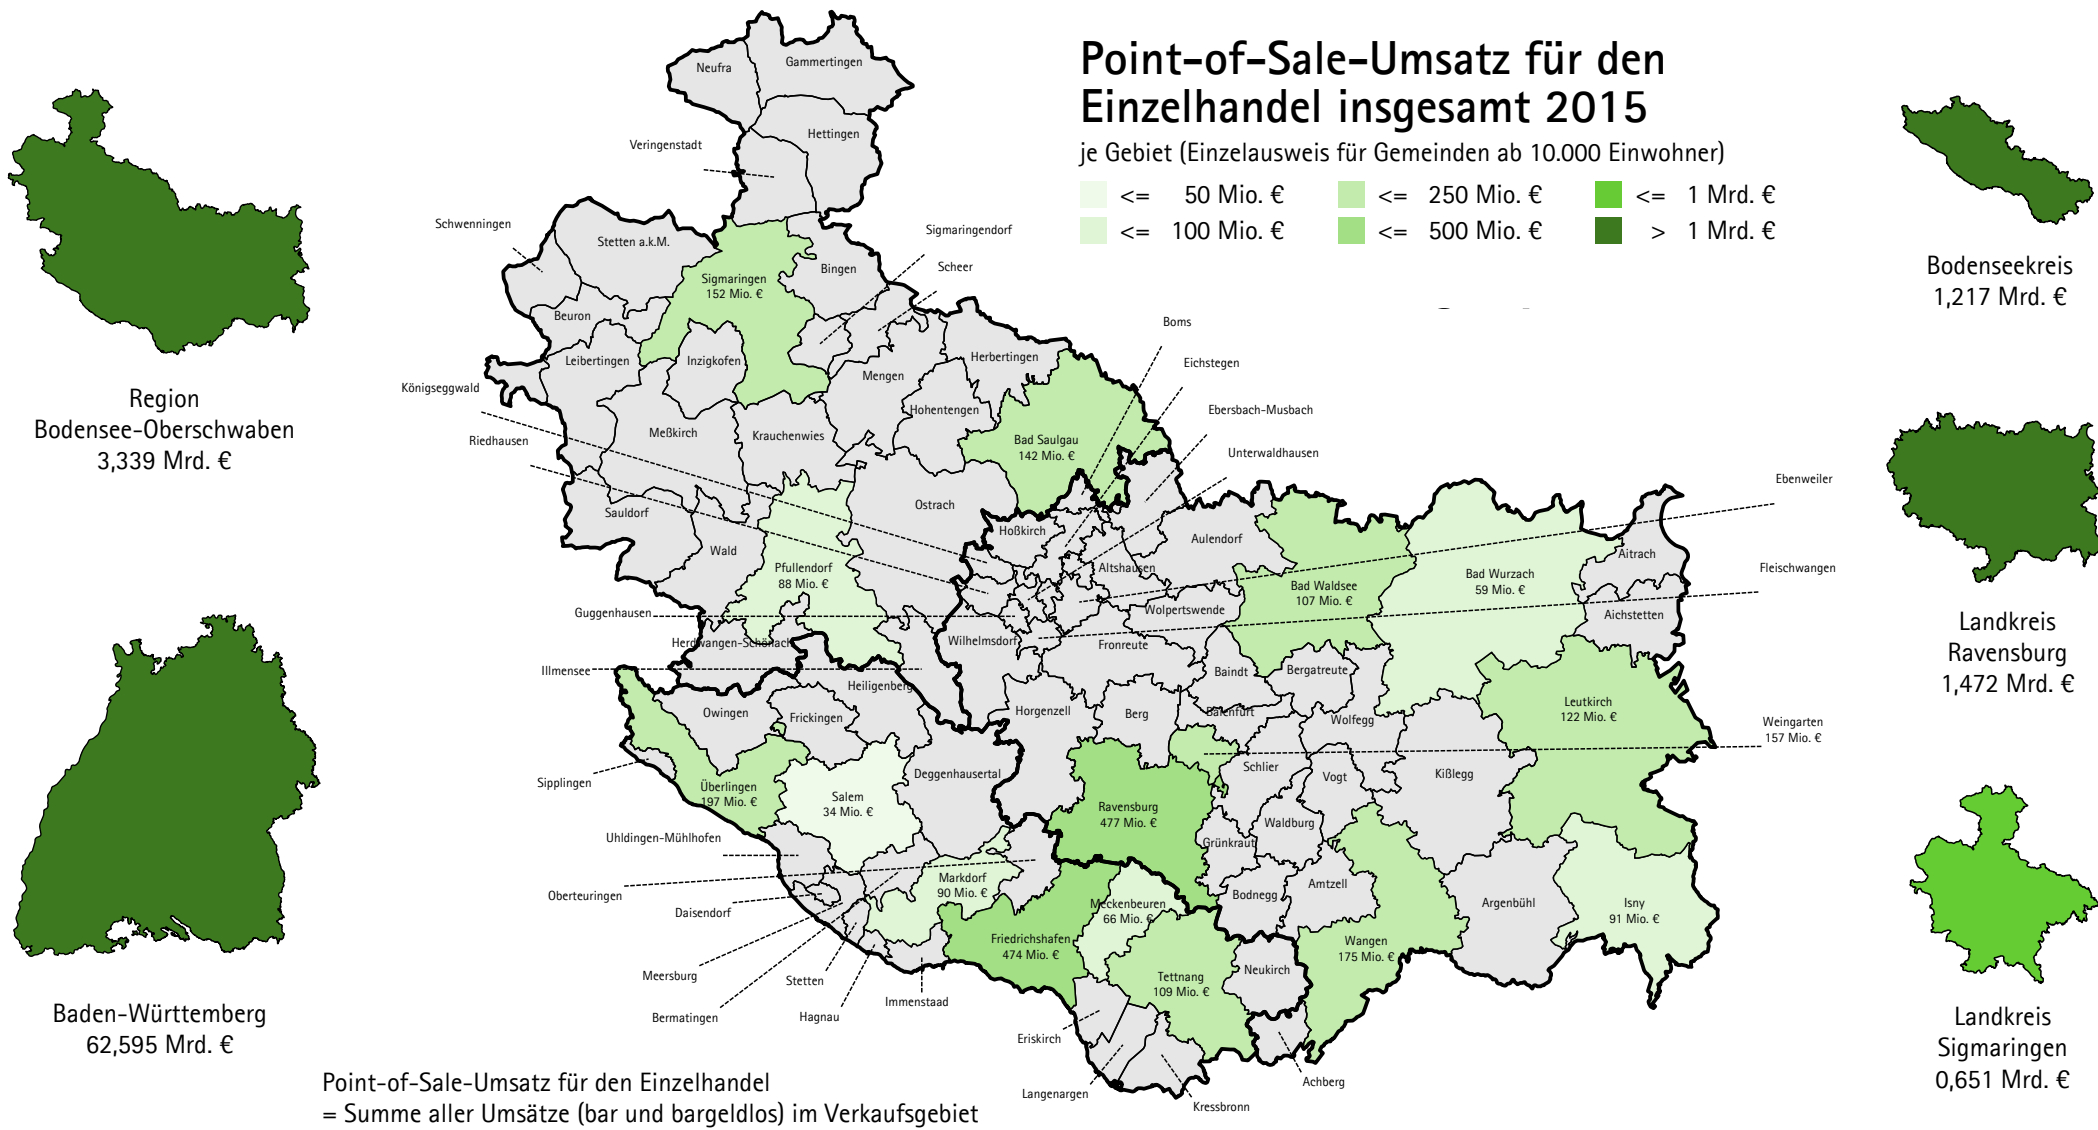 Point-of-Sale-Umsatz für den
Einzelhandel insgesamt 2015
je Gebiet (Einzelausweis für Gemeinden ab 10.000 Einwohner)
<= 50 Mio. €
<= 250 Mio. €
<= 1 Mrd. €
<= 100 Mio. €
<= 500 Mio. €
> 1 Mrd. €
Region
Bodensee-Oberschwaben
3,339 Mrd. €
Baden-Württemberg
62,595 Mrd. €
Bodenseekreis
1,217 Mrd. €
Landkreis
Ravensburg
1,472 Mrd. €
Landkreis
Sigmaringen
0,651 Mrd. €
Neufra
Gammertingen
Hettingen
Veringenstadt
Schwenningen
Stetten a.k.M.
Sigmaringendorf
Scheer
Sigmaringen
152 Mio. €
Bingen
Beuron
Leibertingen
Inzigkofen
Mengen
Herbertingen
Boms
Eichstegen
Königseggwald
Riedhausen
Hohentengen
Ebersbach-Musbach
Meßkirch
Krauchenwies
Bad Saulgau
142 Mio. €
Unterwaldhausen
Ebenweiler
Sauldorf
Ostrach
Hoßkirch
Wald
Aulendorf
Altshausen
Pfullendorf
88 Mio. €
Bad Waldsee
107 Mio. €
Bad Wurzach
59 Mio. €
Aitrach
Fleischwangen
Aichstetten
Guggenhausen
Wolpertswende
Herdwangen-Schönach
Wilhelmsdorf
Fronreute
Illmensee
Heiligenberg
Baindt
Bergatreute
Owingen
Frickingen
Horgenzell
Berg
Baienfurt
Wolfegg
Leutkirch
122 Mio. €
Weingarten
157 Mio. €
Sipplingen
Überlingen
197 Mio. €
Salem
34 Mio. €
Deggenhausertal
Schlier
Vogt
Kißlegg
Ravensburg
477 Mio. €
Waldburg
Grünkraut
Uhldingen-Mühlhofen
Oberteuringen
Markdorf
90 Mio. €
Daisendorf
Bodnegg
Amtzell
Argenbühl
Isny
91 Mio. €
Meckenbeuren
66 Mio. €
Friedrichshafen
474 Mio. €
Wangen
175 Mio. €
Meersburg
Stetten
Immenstaad
Tettnang
109 Mio. €
Neukirch
Bermatingen
Hagnau
Eriskirch
Langenargen
Kressbronn
Achberg
Point-of-Sale-Umsatz für den Einzelhandel
= Summe aller Umsätze (bar und bargeldlos) im Verkaufsgebiet